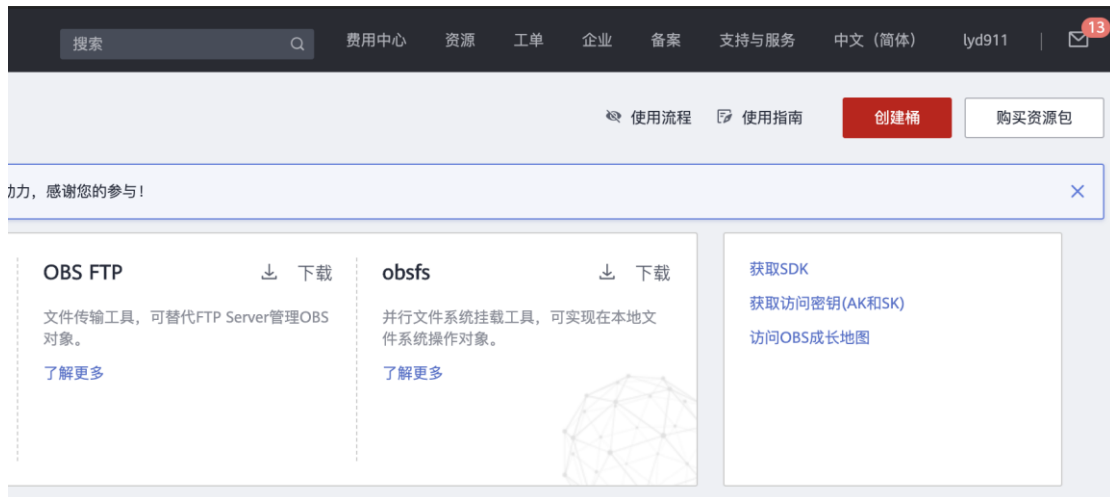 搜索
费用中心 资源 工单 企业 备案 支持与服务 中文（简体） lyd911 13
使用流程 使用指南 创建桶 购买资源包
力，感谢您的参与！
OBS FTP 下载
文件传输工具，可替代FTP Server管理OBS
对象。
了解更多
obsfs 下载
并行文件系统挂载工具，可实现在本地文
件系统操作对象。
了解更多
获取SDK
获取访问密钥(AK和SK)
访问OBS成长地图